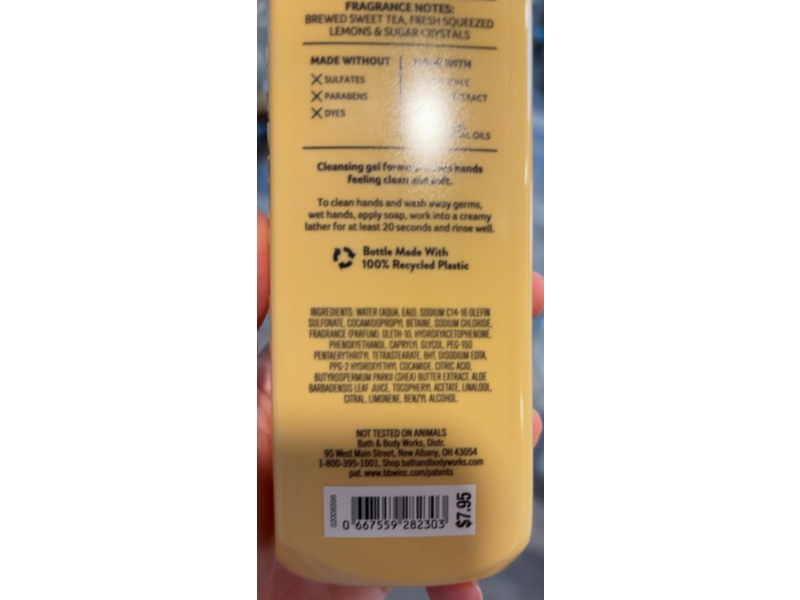 FRAGRANCE NOTES:
BREWED SWEET TEA, FRESH SQUEEZED
LEMONS & SUGAR CRYSTALS
MADE WITHOUT
SULFATES
PARABENS
DYES
WITH
OILS
Cleansing gel hands
feeling clean and soft.
To clean hands and wash away germs,
wet hands, apply soap, work into a creamy
lather for at least 20 seconds and rinse well.
Bottle Made With
100% Recycled Plastic
INGREDIENTS: WATER (AQUA, EAU), SODIUM C14-16 OLEFIN
SULFONATE, COCAMIDOPROPYL BETAINE, SODIUM CHLORIDE,
FRAGRANCE (PARFUM), OLETH-10, HYDROXYACETOPHENONE,
PHENOXYETHANOL, CAPRYLYL GLYCOL, PEG-150
PENTAERYTHRITYL TETRASTEARATE, BHT, DISODIUM EDTA,
PPG-2 HYDROXYETHYL COCAMIDE, CITRIC ACID,
BUTYROSPERMUM PARKII (SHEA) BUTTER EXTRACT, ALOE
BARBADENSIS LEAF JUICE, TOCOPHERYL ACETATE, LINALOOL,
CITRAL, LIMONENE, BENZYL ALCOHOL.
NOT TESTED ON ANIMALS
Bath & Body Works, Distr.
95 West Main Street, New Albany, OH 43054
1-800-395-1001, Shop bathandbodyworks.com
pat. www.bbwinc.com/patents
0 667559 282303
$7.95